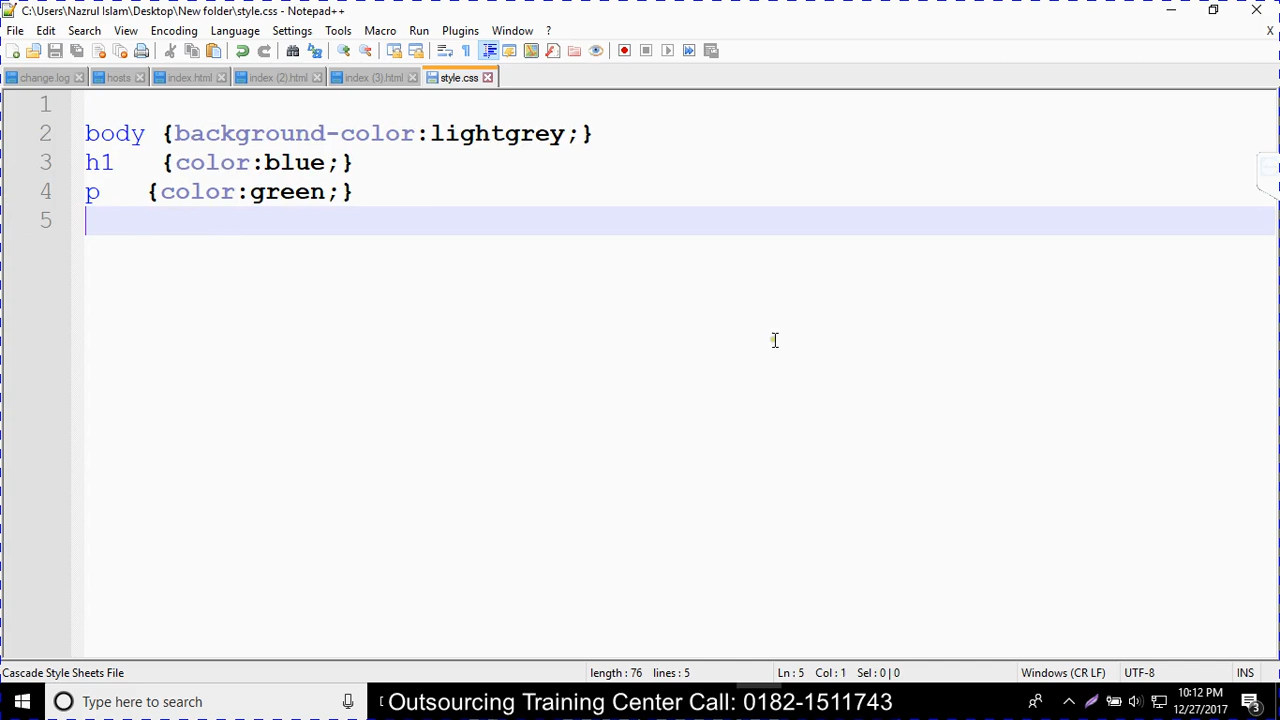 C:\Users\Nazrul Islam\Desktop\New folder\style.css - Notepad++
File Edit Search View Encoding Language Settings Tools Macro Run Plugins Window ? X
change.log hosts index.html index (2).html index (3).html style.css
1
2 body {background-color:lightgrey;}
3 h1 {color:blue;}
4 p {color:green;}
5
Cascade Style Sheets File length : 76 lines : 5 Ln : 5 Col : 1 Sel : 0 | 0 Windows (CR LF) UTF-8 INS
Type here to search [ Outsourcing Training Center Call: 0182-1511743 10:12 PM
12/27/2017 3